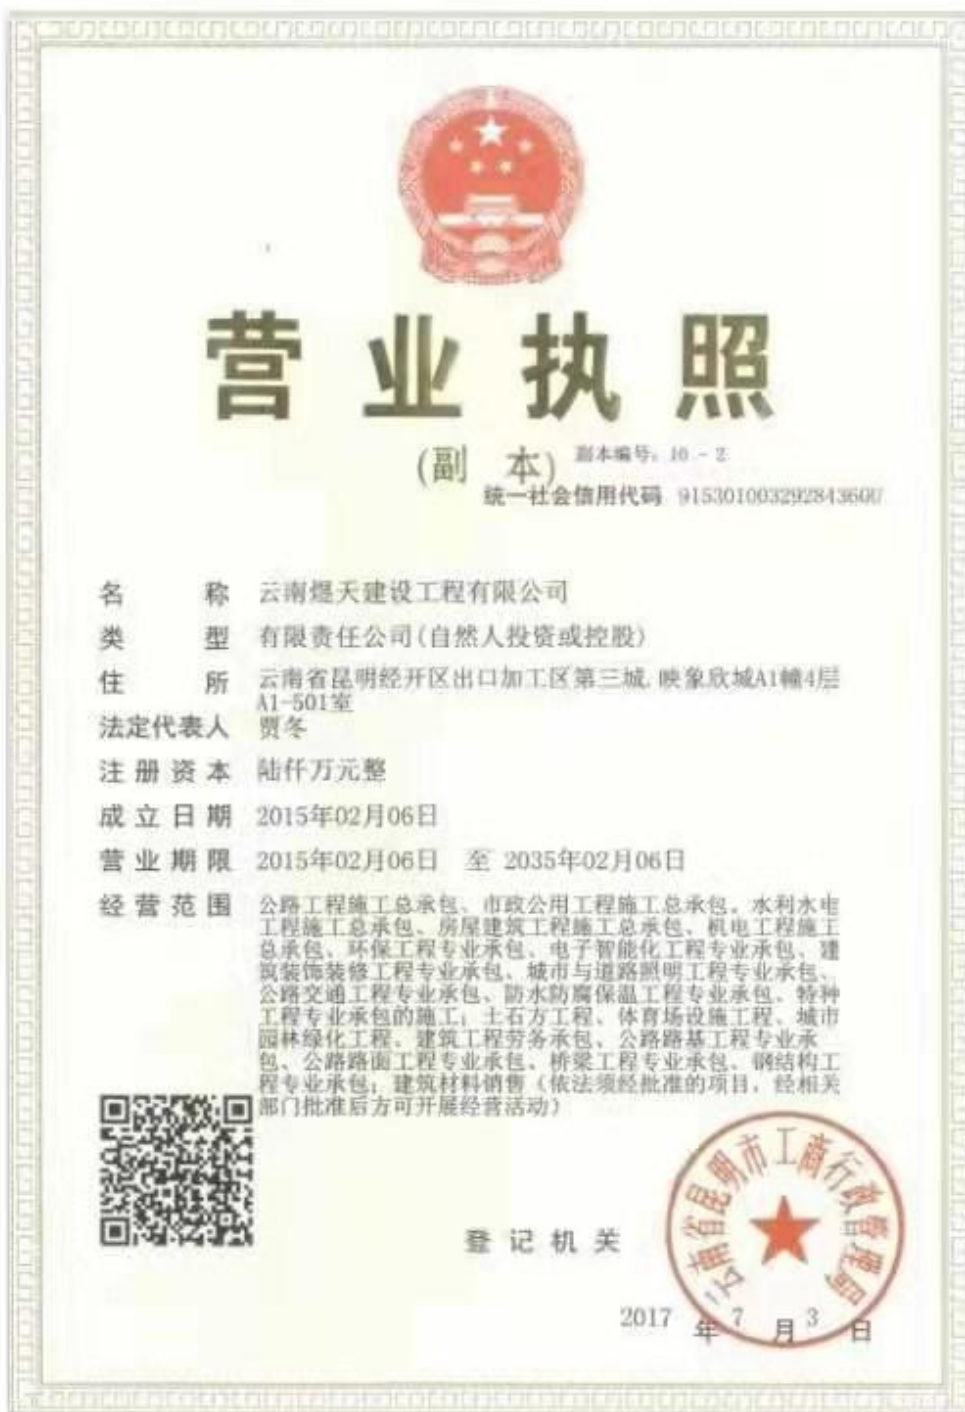 营业执照
(副 本)
副本编号：10-2
统一社会信用代码 91530100329284360U
名 称 云南煜天建设工程有限公司
类 型 有限责任公司(自然人投资或控股)
住 所 云南省昆明经开区出口加工区第三城.映象欣城A1幢4层
A1-501室
法定代表人 贾冬
注册资本 陆仟万元整
成立日期 2015年02月06日
营业期限 2015年02月06日 至 2035年02月06日
经营范围 公路工程施工总承包、市政公用工程施工总承包、水利水电
工程施工总承包、房屋建筑工程施工总承包、机电工程施工
总承包、环保工程专业承包、电子智能化工程专业承包、建
筑装饰装修工程专业承包、城市与道路照明工程专业承包、
公路交通工程专业承包、防水防腐保温工程专业承包、特种
工程专业承包的施工；土石方工程、体育场设施工程、城市
园林绿化工程、建筑工程劳务承包、公路路基工程专业承
包、公路路面工程专业承包、桥梁工程专业承包、钢结构工
程专业承包；建筑材料销售（依法须经批准的项目，经相关
部门批准后方可开展经营活动）
云南省昆明市工商行政管理局
登记机关
2017 年 7 月 3 日